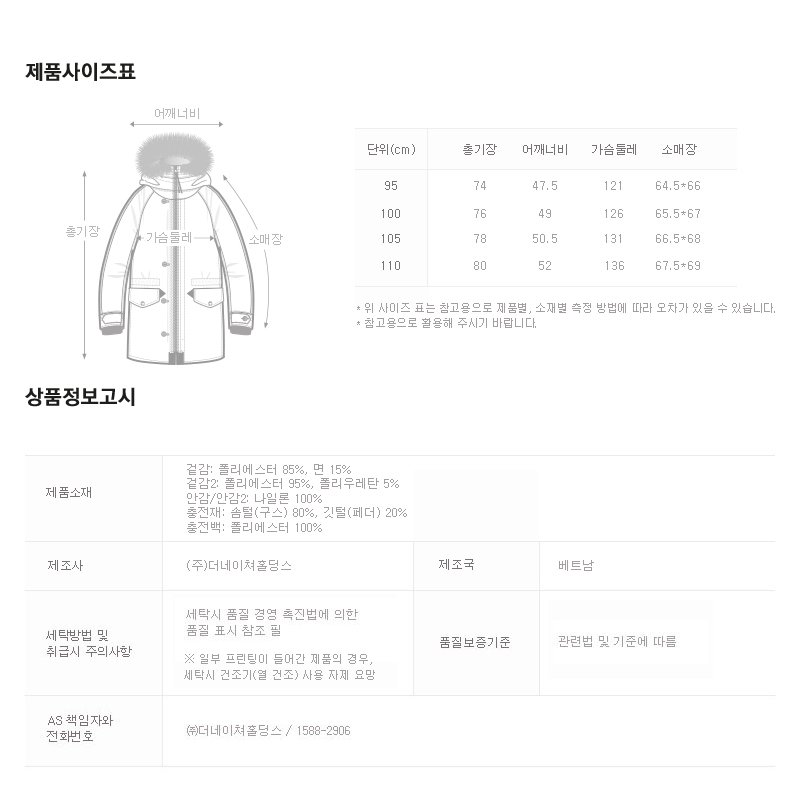 제품사이즈표
어깨너비
총기장
가슴둘레
소매장
단위(cm) 총기장 어깨너비 가슴둘레 소매장
95 74 47.5 121 64.5*66
100 76 49 126 65.5*67
105 78 50.5 131 66.5*68
110 80 52 136 67.5*69
* 위 사이즈 표는 참고용으로 제품별, 소재별 측정 방법에 따라 오차가 있을 수 있습니다.
* 참고용으로 활용해 주시기 바랍니다.
상품정보고시
제품소재
겉감: 폴리에스터 85%, 면 15%
겉감2: 폴리에스터 95%, 폴리우레탄 5%
안감/안감2: 나일론 100%
충전재: 솜털(구스) 80%, 깃털(페더) 20%
충전백: 폴리에스터 100%
제조사 (주)더네이쳐홀딩스 제조국 베트남
세탁방법 및
취급시 주의사항
세탁시 품질 경영 촉진법에 의한
품질 표시 참조 필
※ 일부 프린팅이 들어간 제품의 경우,
세탁시 건조기(열 건조) 사용 자제 요망
품질보증기준 관련법 및 기준에 따름
AS 책임자와
전화번호
㈜더네이쳐홀딩스 / 1588-2906